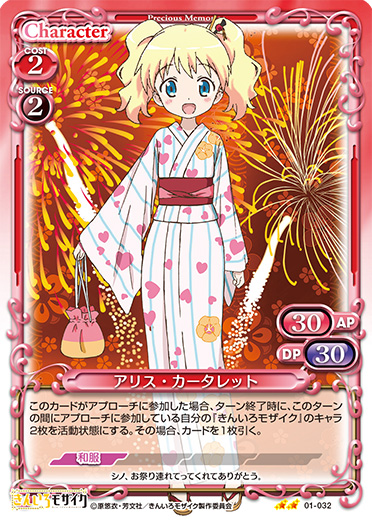 Precious Memories
Character
COST
2
SOURCE
2
30 AP
DP 30
アリス・カータレット
このカードがアプローチに参加した場合、ターン終了時に、このターン
の間にアプローチに参加している自分の「きんいろモザイク」のキャラ
2枚を活動状態にする。その場合、カードを1枚引く。
和服
シノ、お祭り連れてってくれてありがとう。
きんいろモザイク
©原悠衣・芳文社／きんいろモザイク製作委員会
01-032